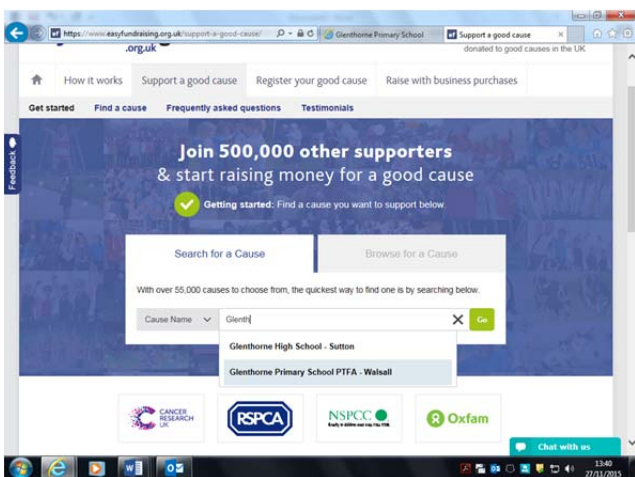 https://www.easyfundraising.org.uk/support-a-good-cause/
Glenthorne Primary School
Support a good cause
.org.uk
donated to good causes in the UK
How it works
Support a good cause
Register your good cause
Raise with business purchases
Get started
Find a cause
Frequently asked questions
Testimonials
Feedback
Join 500,000 other supporters
& start raising money for a good cause
Getting started: Find a cause you want to support below.
Search for a Cause
Browse for a Cause
With over 55,000 causes to choose from, the quickest way to find one is by searching below.
Cause Name
Glenth
Go
Glenthorne High School - Sutton
Glenthorne Primary School PTFA - Walsall
CANCER
RESEARCH
UK
RSPCA
NSPCC
Oxfam
Chat with us
13:40
27/11/2015